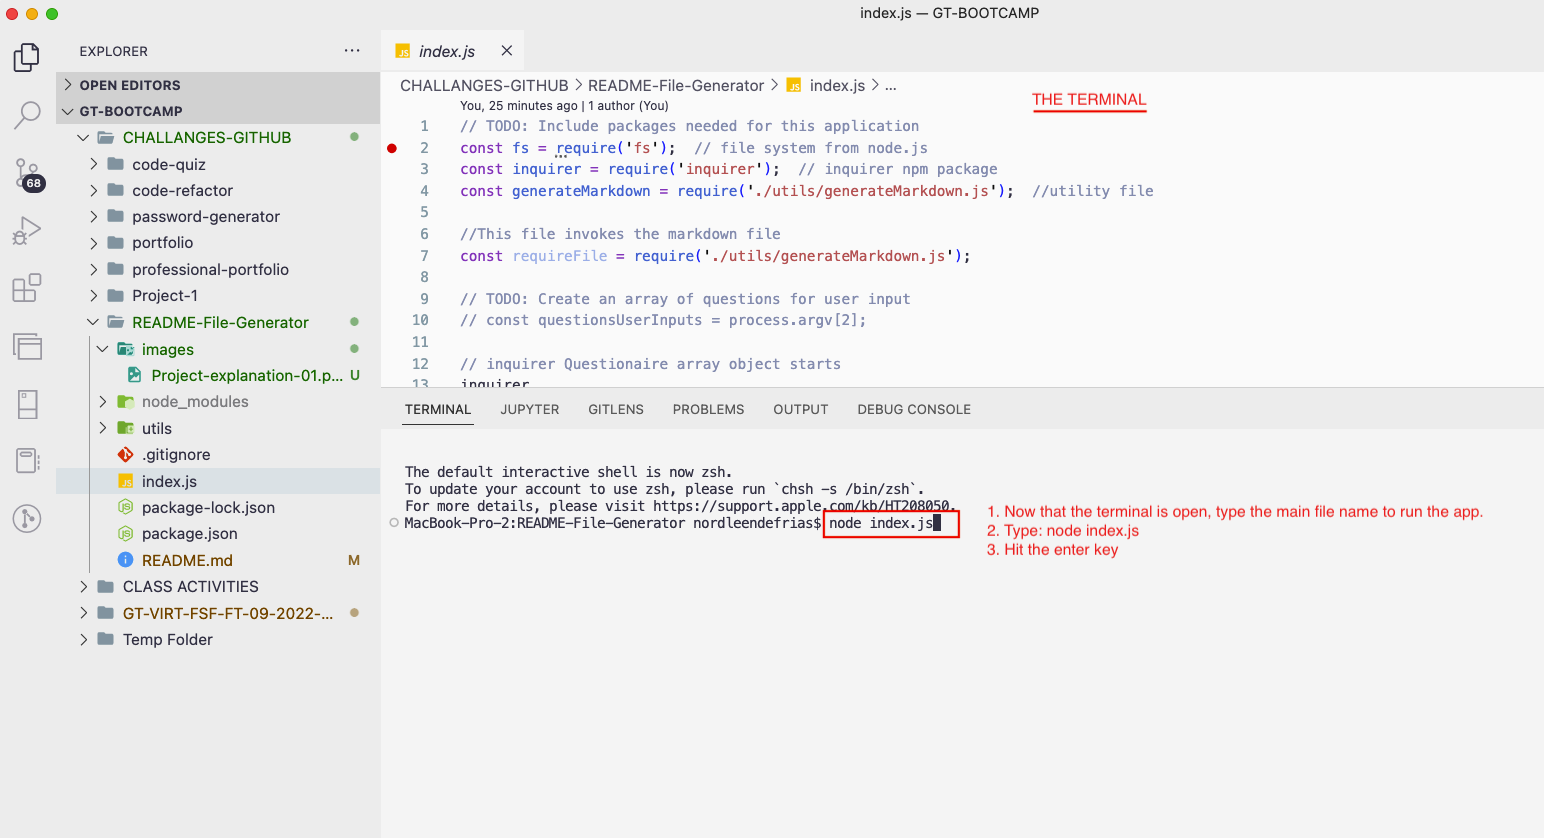 index.js — GT-BOOTCAMP
EXPLORER
OPEN EDITORS
GT-BOOTCAMP
CHALLANGES-GITHUB
code-quiz
code-refactor
password-generator
portfolio
professional-portfolio
Project-1
README-File-Generator
images
Project-explanation-01.p... U
node_modules
utils
.gitignore
JS index.js
package-lock.json
package.json
README.md M
CLASS ACTIVITIES
GT-VIRT-FSF-FT-09-2022-...
Temp Folder
68
JS index.js
CHALLANGES-GITHUB > README-File-Generator > JS index.js > ...
You, 25 minutes ago | 1 author (You)
THE TERMINAL
1 // TODO: Include packages needed for this application
2 const fs = require('fs');  // file system from node.js
3 const inquirer = require('inquirer');  // inquirer npm package
4 const generateMarkdown = require('./utils/generateMarkdown.js');  //utility file
5
6 //This file invokes the markdown file
7 const requireFile = require('./utils/generateMarkdown.js');
8
9 // TODO: Create an array of questions for user input
10 // const questionsUserInputs = process.argv[2];
11
12 // inquirer Questionaire array object starts
13 inquirer
TERMINAL JUPYTER GITLENS PROBLEMS OUTPUT DEBUG CONSOLE
The default interactive shell is now zsh.
To update your account to use zsh, please run `chsh -s /bin/zsh`.
For more details, please visit https://support.apple.com/kb/HT208050.
MacBook-Pro-2:README-File-Generator nordleendefrias$ node index.js
1. Now that the terminal is open, type the main file name to run the app.
2. Type: node index.js
3. Hit the enter key